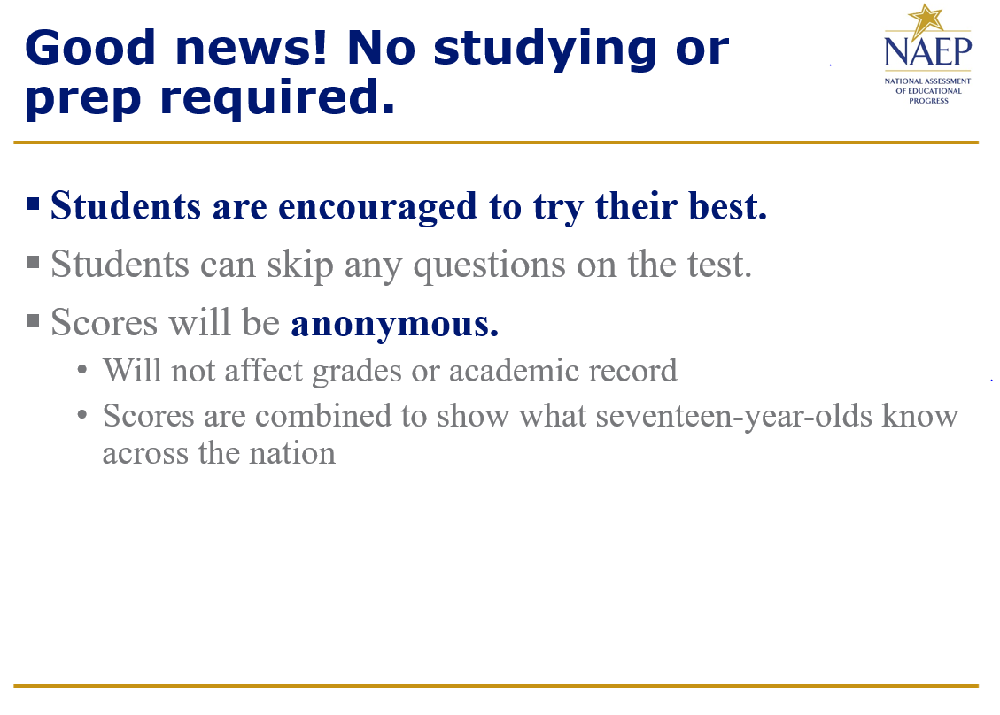 Good news! No studying or
prep required.
NAEP
NATIONAL ASSESSMENT
OF EDUCATIONAL
PROGRESS
▪ Students are encouraged to try their best.
▪ Students can skip any questions on the test.
▪ Scores will be anonymous.
• Will not affect grades or academic record
• Scores are combined to show what seventeen-year-olds know
across the nation